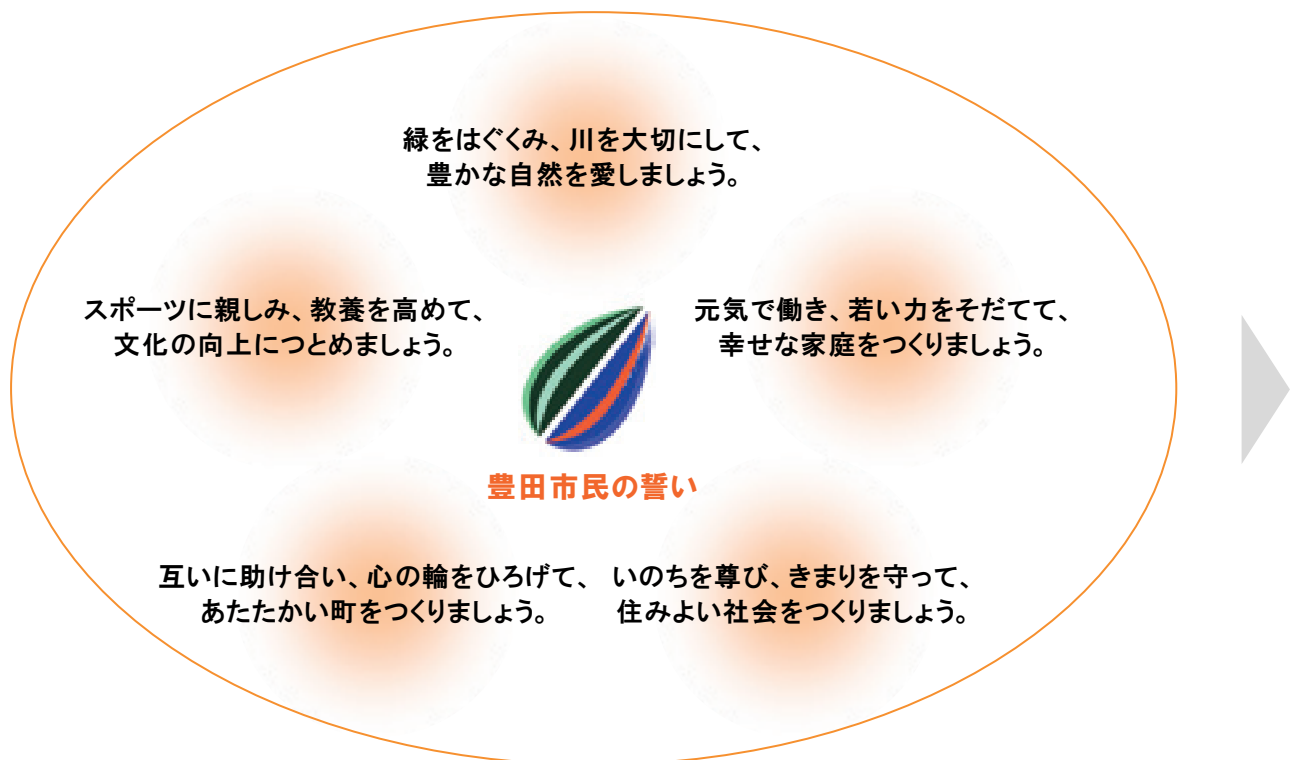 緑をはぐくみ、川を大切にして、
豊かな自然を愛しましょう。
スポーツに親しみ、教養を高めて、
文化の向上につとめましょう。
元気で働き、若い力をそだてて、
幸せな家庭をつくりましょう。
豊田市民の誓い
互いに助け合い、心の輪をひろげて、
あたたかい町をつくりましょう。
いのちを尊び、きまりを守って、
住みよい社会をつくりましょう。